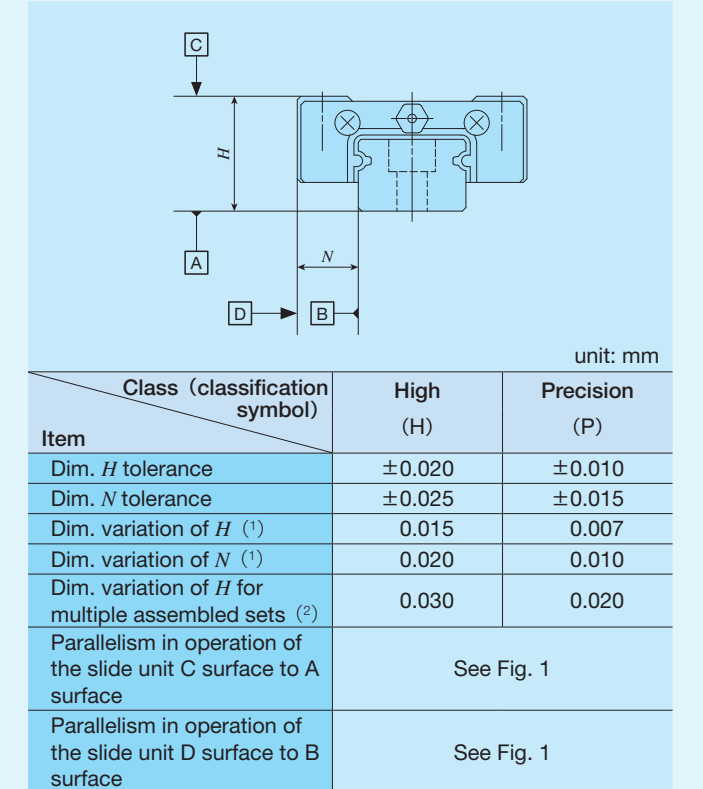 C
H
A
N
D
B
unit: mm
Class（classification
symbol）
Item
High
（H）
Precision
（P）
Dim. H tolerance ±0.020 ±0.010
Dim. N tolerance ±0.025 ±0.015
Dim. variation of H（¹） 0.015 0.007
Dim. variation of N（¹） 0.020 0.010
Dim. variation of H for
multiple assembled sets（²） 0.030 0.020
Parallelism in operation of
the slide unit C surface to A
surface
See Fig. 1
Parallelism in operation of
the slide unit D surface to B
surface
See Fig. 1